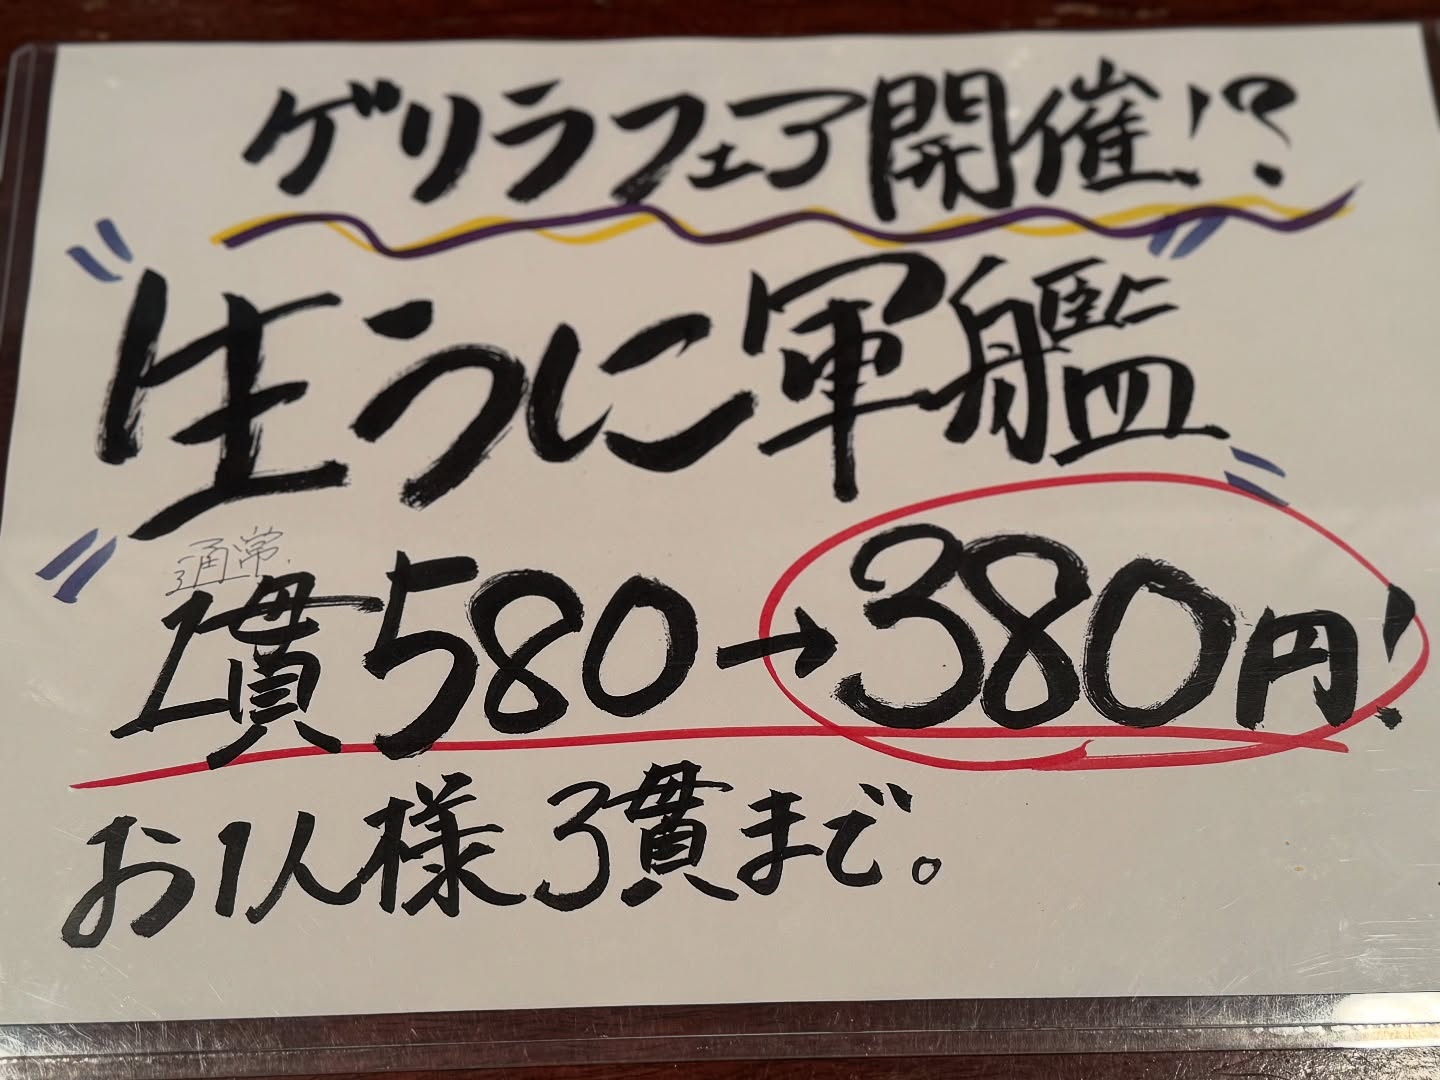 ゲリラフェア開催!?
"生うに軍艦"
通常
1貫580→380円!
お1人様3貫まで。